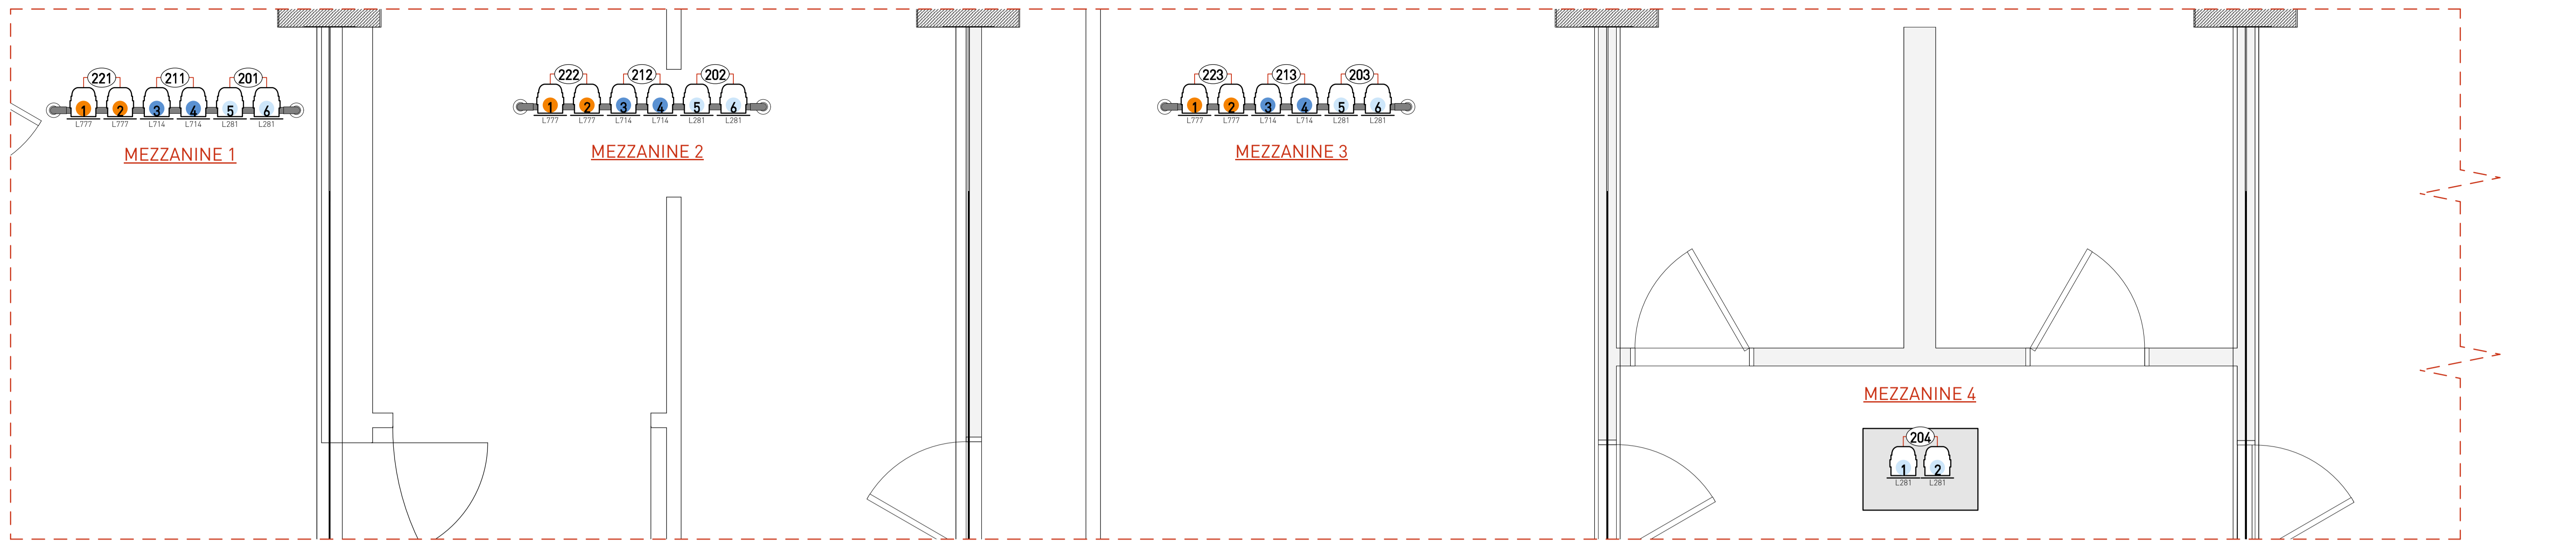 221 211 201
1 2 3 4 5 6
L777 L777 L714 L714 L281 L281
MEZZANINE 1
222 212 202
1 2 3 4 5 6
L777 L777 L714 L714 L281 L281
MEZZANINE 2
223 213 203
1 2 3 4 5 6
L777 L777 L714 L714 L281 L281
MEZZANINE 3
MEZZANINE 4
204
1 2
L281 L281